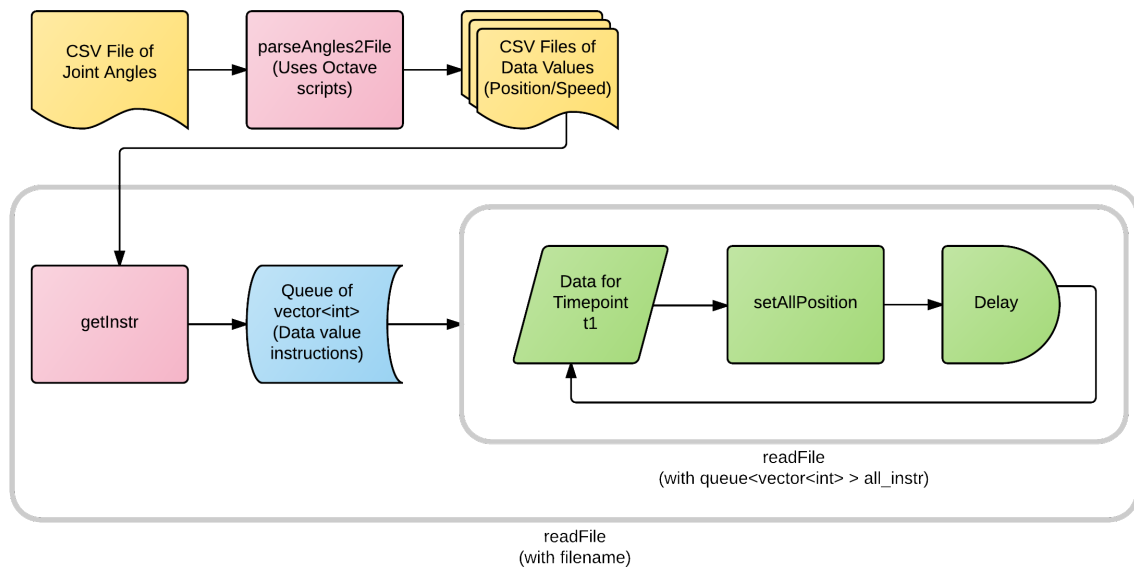 CSV File of
Joint Angles
parseAngles2File
(Uses Octave
scripts)
CSV Files of
Data Values
(Position/Speed)
getInstr
Queue of
vector<int>
(Data value
instructions)
Data for
Timepoint
t1
setAllPosition
Delay
readFile
(with queue<vector<int> > all_instr)
readFile
(with filename)